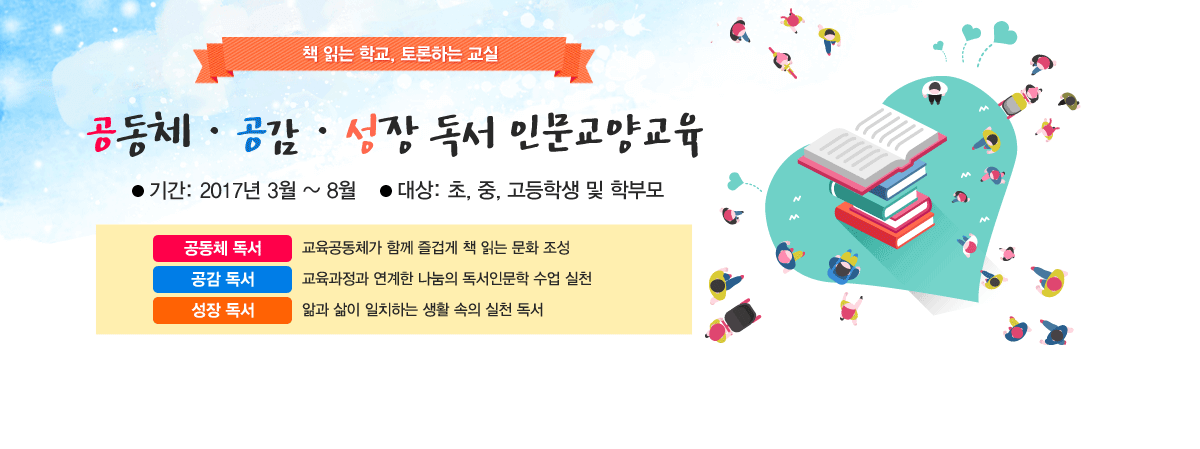 책 읽는 학교, 토론하는 교실
공동체 · 공감 · 성장 독서 인문교양교육
● 기간: 2017년 3월 ~ 8월 ● 대상: 초, 중, 고등학생 및 학부모
공동체 독서 교육공동체가 함께 즐겁게 책 읽는 문화 조성
공감 독서 교육과정과 연계한 나눔의 독서인문학 수업 실천
성장 독서 앎과 삶이 일치하는 생활 속의 실천 독서